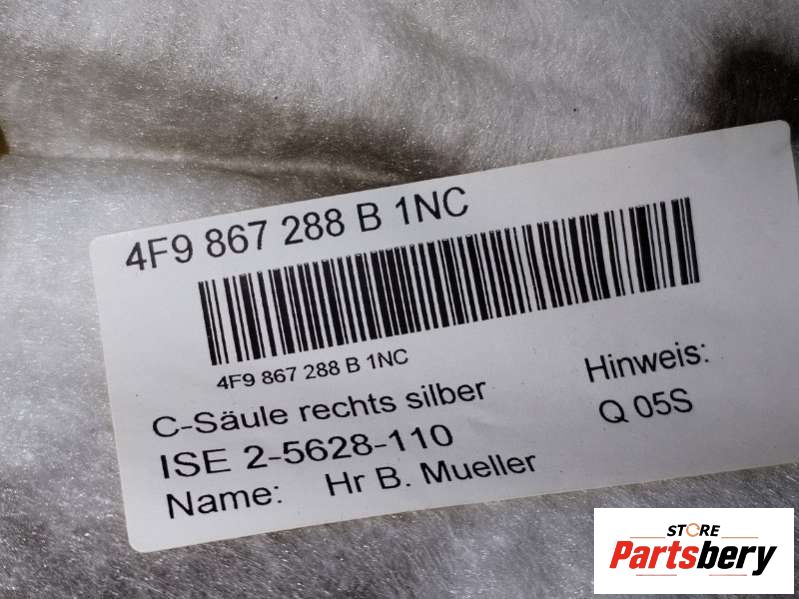 4F9 867 288 B 1NC
4F9 867 288 B 1NC
C-Säule rechts silber
ISE 2-5628-110
Name: Hr B. Mueller
Hinweis:
Q 05S
STORE
Partsbery